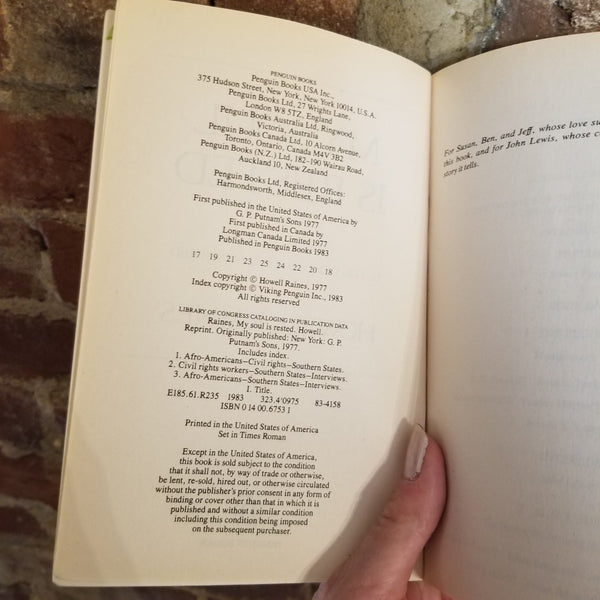 PENGUIN BOOKS
Penguin Books USA Inc.,
375 Hudson Street, New York, New York 10014, U.S.A.
Penguin Books Ltd, 27 Wrights Lane,
London W8 5TZ, England
Penguin Books Australia Ltd, Ringwood,
Victoria, Australia
Penguin Books Canada Ltd, 10 Alcorn Avenue,
Toronto, Ontario, Canada M4V 3B2
Penguin Books (N.Z.) Ltd, 182–190 Wairau Road,
Auckland 10, New Zealand
Penguin Books Ltd, Registered Offices:
Harmondsworth, Middlesex, England
First published in the United States of America by
G. P. Putnam's Sons 1977
First published in Canada by
Longman Canada Limited 1977
Published in Penguin Books 1983
17 19 21 23 25 24 22 20 18
Copyright © Howell Raines, 1977
Index copyright © Viking Penguin Inc., 1983
All rights reserved
LIBRARY OF CONGRESS CATALOGING IN PUBLICATION DATA
Raines, My soul is rested. Howell.
Reprint. Originally published: New York: G. P.
Putnam's Sons, 1977.
Includes index.
1. Afro-Americans—Civil rights—Southern States.
2. Civil rights workers—Southern States—Interviews.
3. Afro-Americans—Southern States—Interviews.
I. Title.
E185.61.R235 1983 323.4'0975 83-4158
ISBN 0 14 00.6753 1
Printed in the United States of America
Set in Times Roman
Except in the United States of America,
this book is sold subject to the condition
that it shall not, by way of trade or otherwise,
be lent, re-sold, hired out, or otherwise circulated
without the publisher's prior consent in any form of
binding or cover other than that in which it is
published and without a similar condition
including this condition being imposed
on the subsequent purchaser.
For Susan, Ben, and Jeff, whose love su
this book, and for John Lewis, whose c
story it tells.